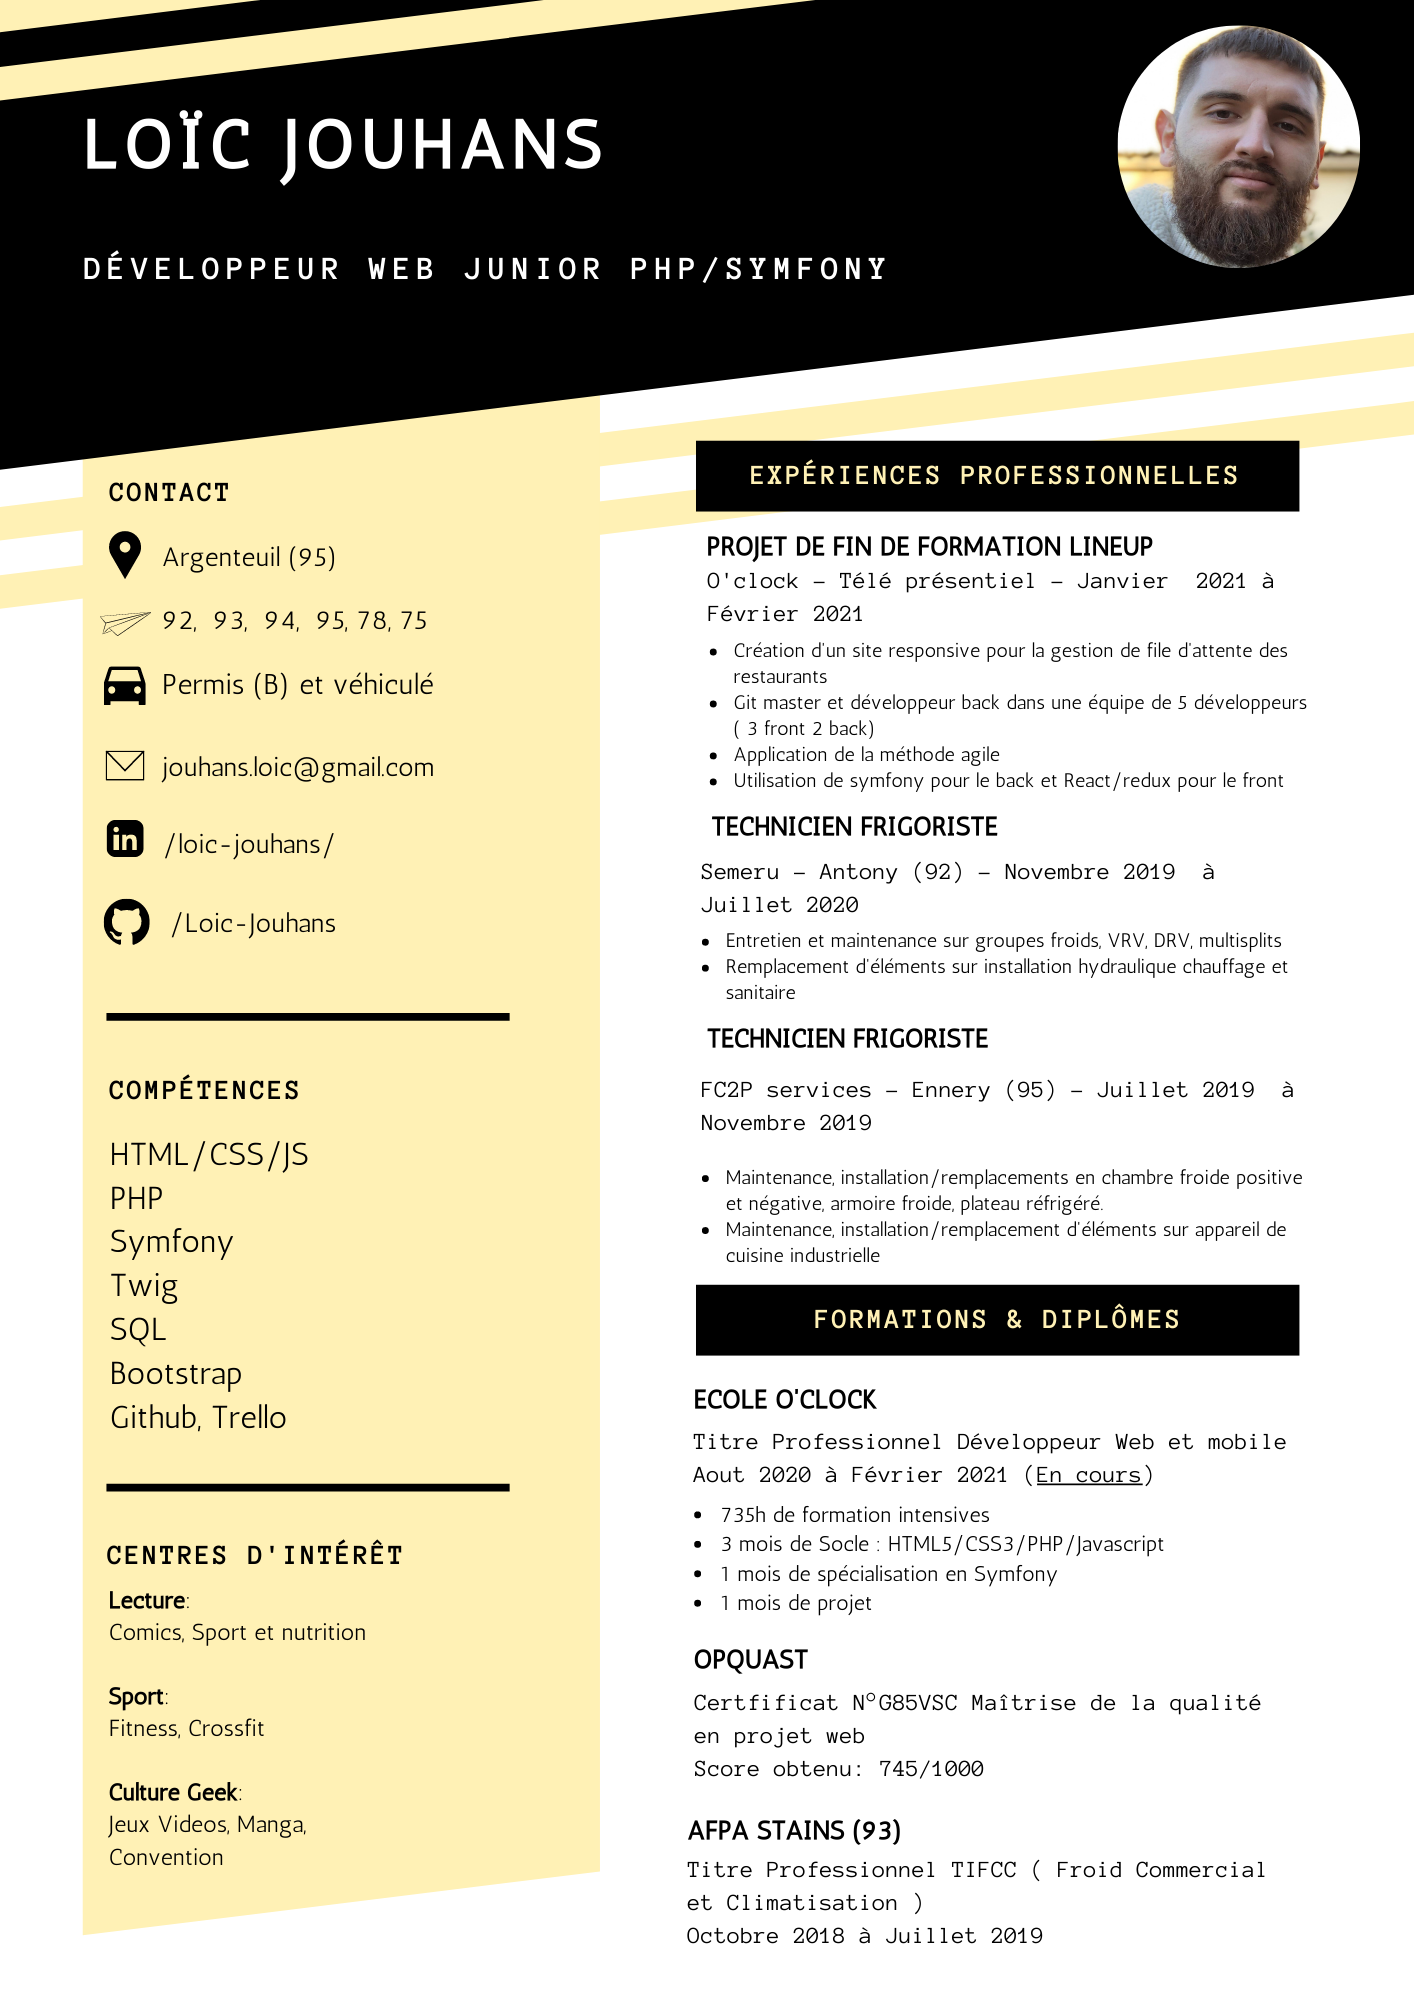 LOÏC JOUHANS
DÉVELOPPEUR WEB JUNIOR PHP/SYMFONY
CONTACT
Argenteuil (95)
92, 93, 94, 95, 78, 75
Permis (B) et véhiculé
jouhans.loic@gmail.com
in /loic-jouhans/
/Loic-Jouhans
COMPÉTENCES
HTML/CSS/JS
PHP
Symfony
Twig
SQL
Bootstrap
Github, Trello
CENTRES D'INTÉRÊT
Lecture:
Comics, Sport et nutrition
Sport:
Fitness, Crossfit
Culture Geek:
Jeux Videos, Manga,
Convention
EXPÉRIENCES PROFESSIONNELLES
PROJET DE FIN DE FORMATION LINEUP
O'clock – Télé présentiel – Janvier 2021 à
Février 2021
• Création d'un site responsive pour la gestion de file d'attente des
restaurants
• Git master et développeur back dans une équipe de 5 développeurs
( 3 front 2 back)
• Application de la méthode agile
• Utilisation de symfony pour le back et React/redux pour le front
TECHNICIEN FRIGORISTE
Semeru – Antony (92) – Novembre 2019 à
Juillet 2020
• Entretien et maintenance sur groupes froids, VRV, DRV, multisplits
• Remplacement d'éléments sur installation hydraulique chauffage et
sanitaire
TECHNICIEN FRIGORISTE
FC2P services – Ennery (95) – Juillet 2019 à
Novembre 2019
• Maintenance, installation/remplacements en chambre froide positive
et négative, armoire froide, plateau réfrigéré.
• Maintenance, installation/remplacement d'éléments sur appareil de
cuisine industrielle
FORMATIONS & DIPLÔMES
ECOLE O'CLOCK
Titre Professionnel Développeur Web et mobile
Aout 2020 à Février 2021 (En cours)
• 735h de formation intensives
• 3 mois de Socle : HTML5/CSS3/PHP/Javascript
• 1 mois de spécialisation en Symfony
• 1 mois de projet
OPQUAST
Certfificat N°G85VSC Maîtrise de la qualité
en projet web
Score obtenu: 745/1000
AFPA STAINS (93)
Titre Professionnel TIFCC ( Froid Commercial
et Climatisation )
Octobre 2018 à Juillet 2019